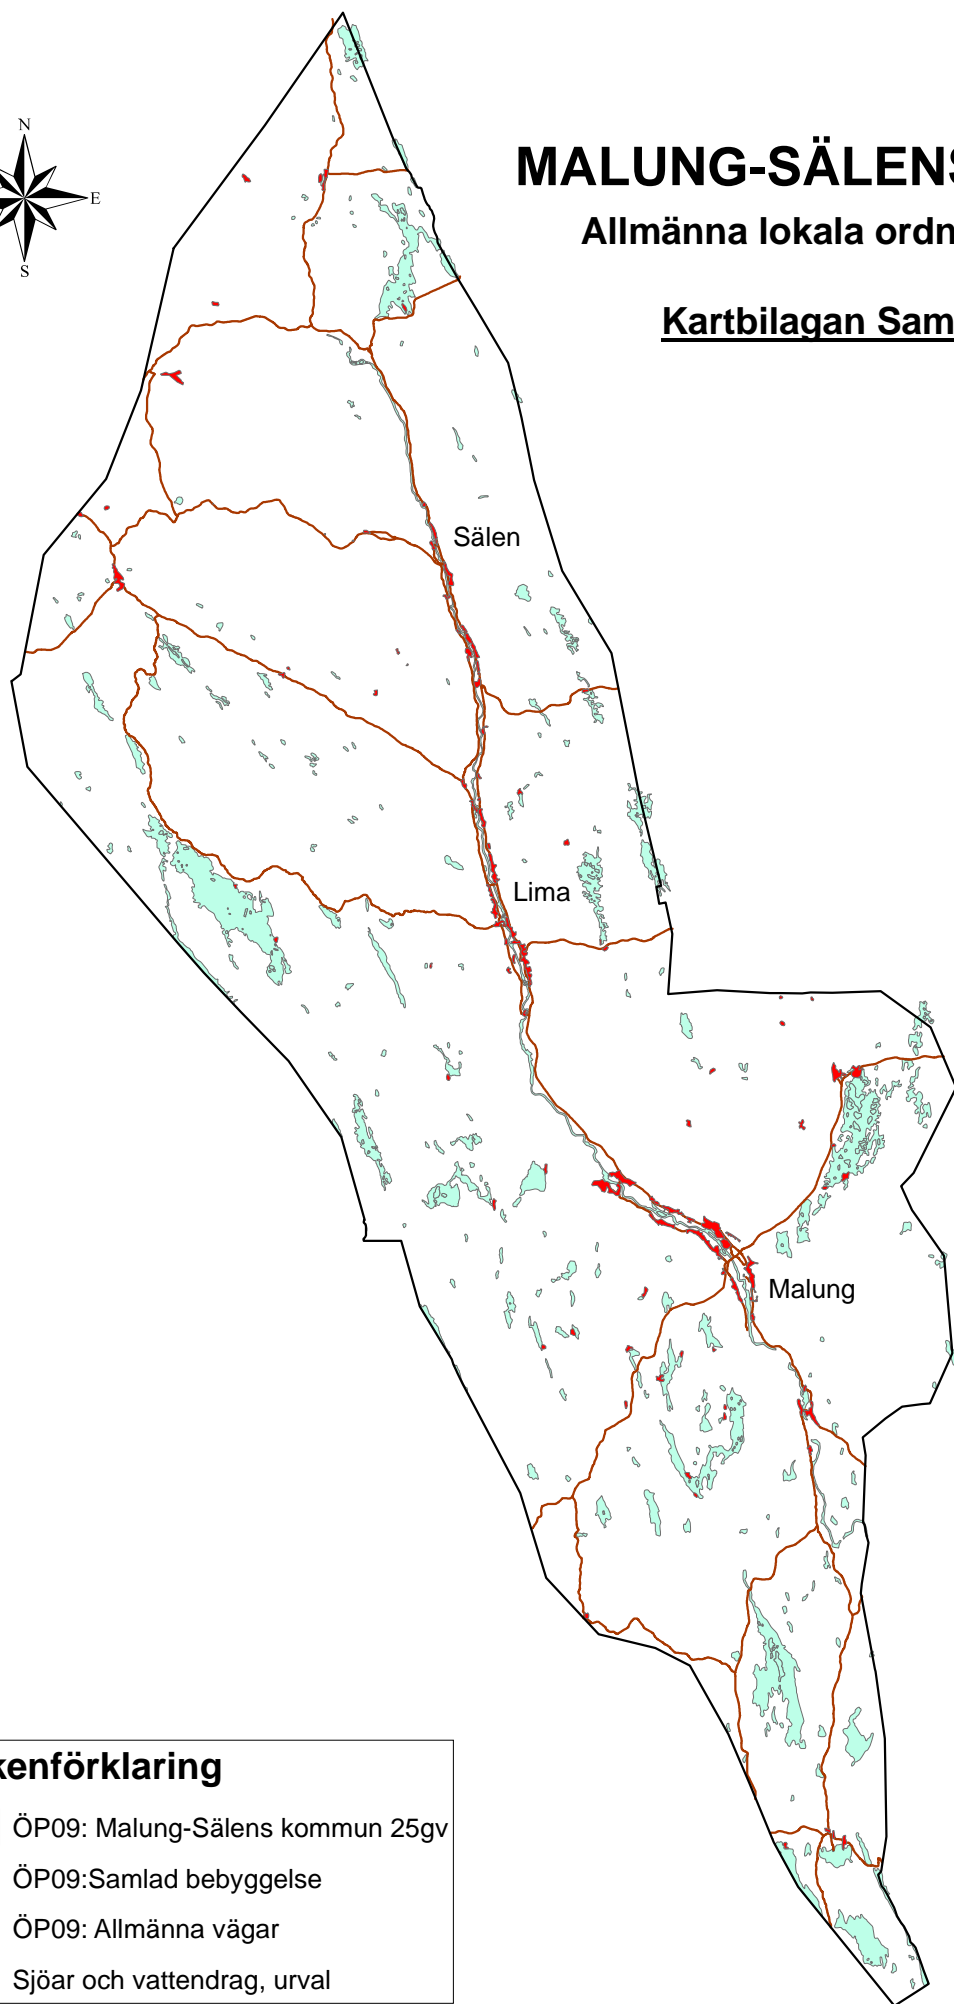 N
E
S
MALUNG-SÄLENS
Allmänna lokala ordn
Kartbilagan Sam
Sälen
Lima
Malung
kenförklaring
ÖP09: Malung-Sälens kommun 25gv
ÖP09:Samlad bebyggelse
ÖP09: Allmänna vägar
Sjöar och vattendrag, urval